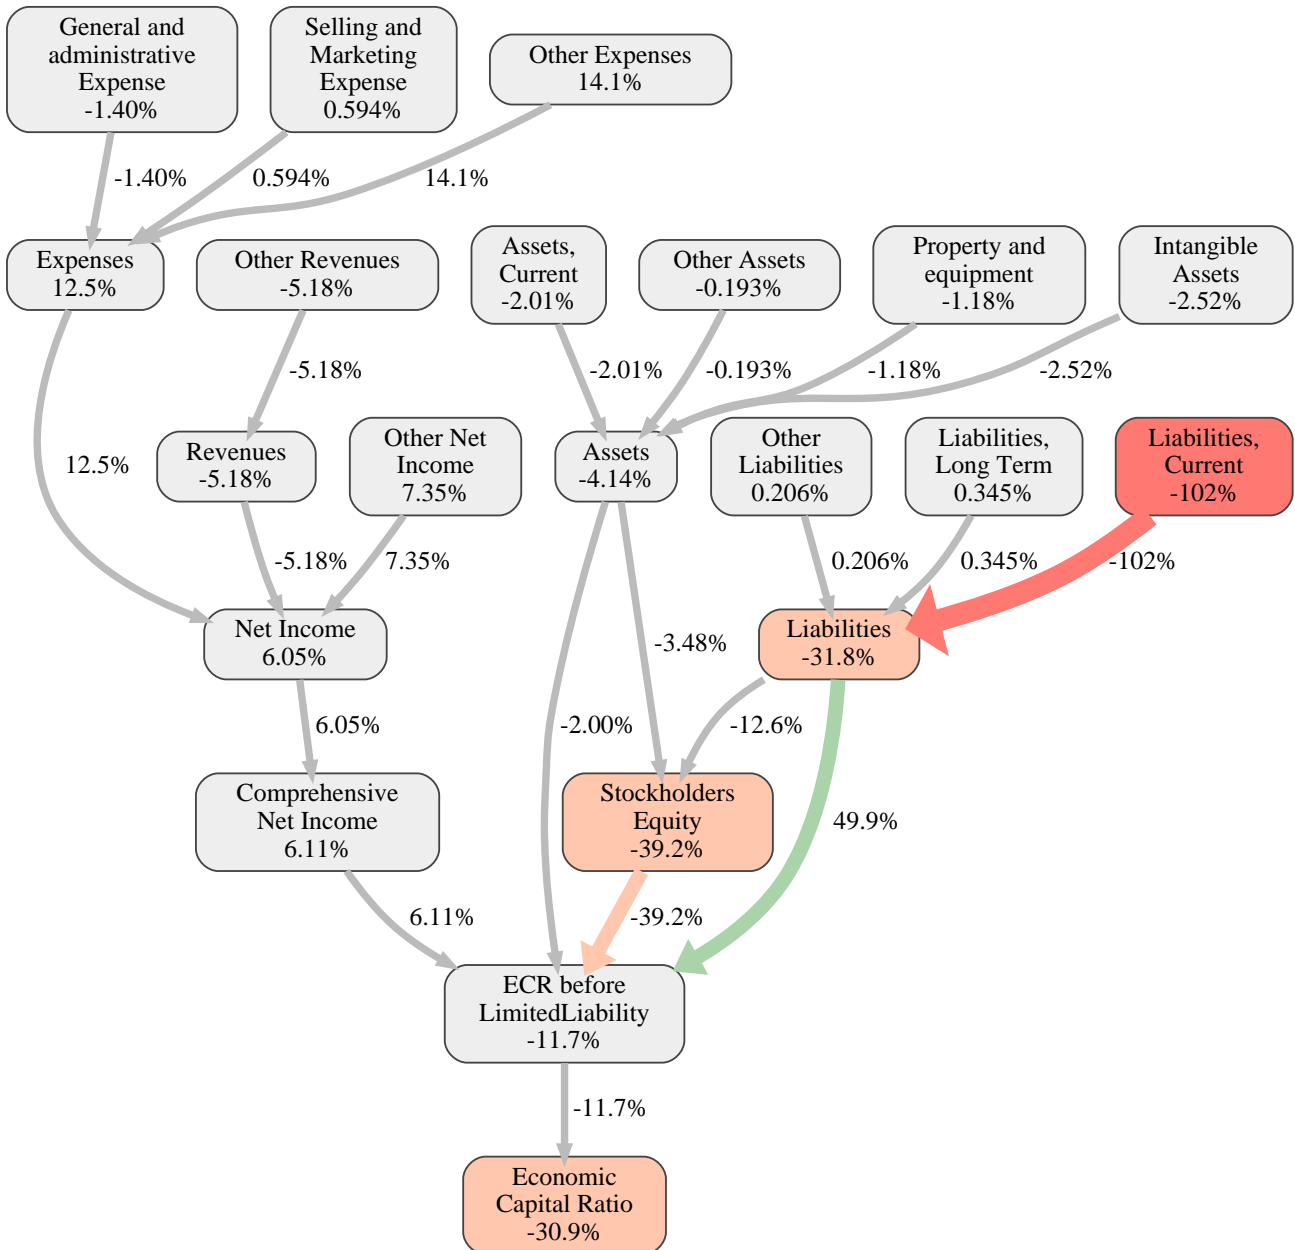 General and
administrative
Expense
-1.40%
Selling and
Marketing
Expense
0.594%
Other Expenses
14.1%
-1.40%
0.594%
14.1%
Expenses
12.5%
Other Revenues
-5.18%
Assets,
Current
-2.01%
Other Assets
-0.193%
Property and
equipment
-1.18%
Intangible
Assets
-2.52%
-5.18%
-2.01%
-0.193%
-1.18%
-2.52%
12.5%
Revenues
-5.18%
Other Net
Income
7.35%
Assets
-4.14%
Other
Liabilities
0.206%
Liabilities,
Long Term
0.345%
Liabilities,
Current
-102%
-5.18%
7.35%
0.206%
0.345%
-102%
Net Income
6.05%
-3.48%
Liabilities
-31.8%
6.05%
-2.00%
-12.6%
Comprehensive
Net Income
6.11%
Stockholders
Equity
-39.2%
49.9%
6.11%
-39.2%
ECR before
LimitedLiability
-11.7%
-11.7%
Economic
Capital Ratio
-30.9%